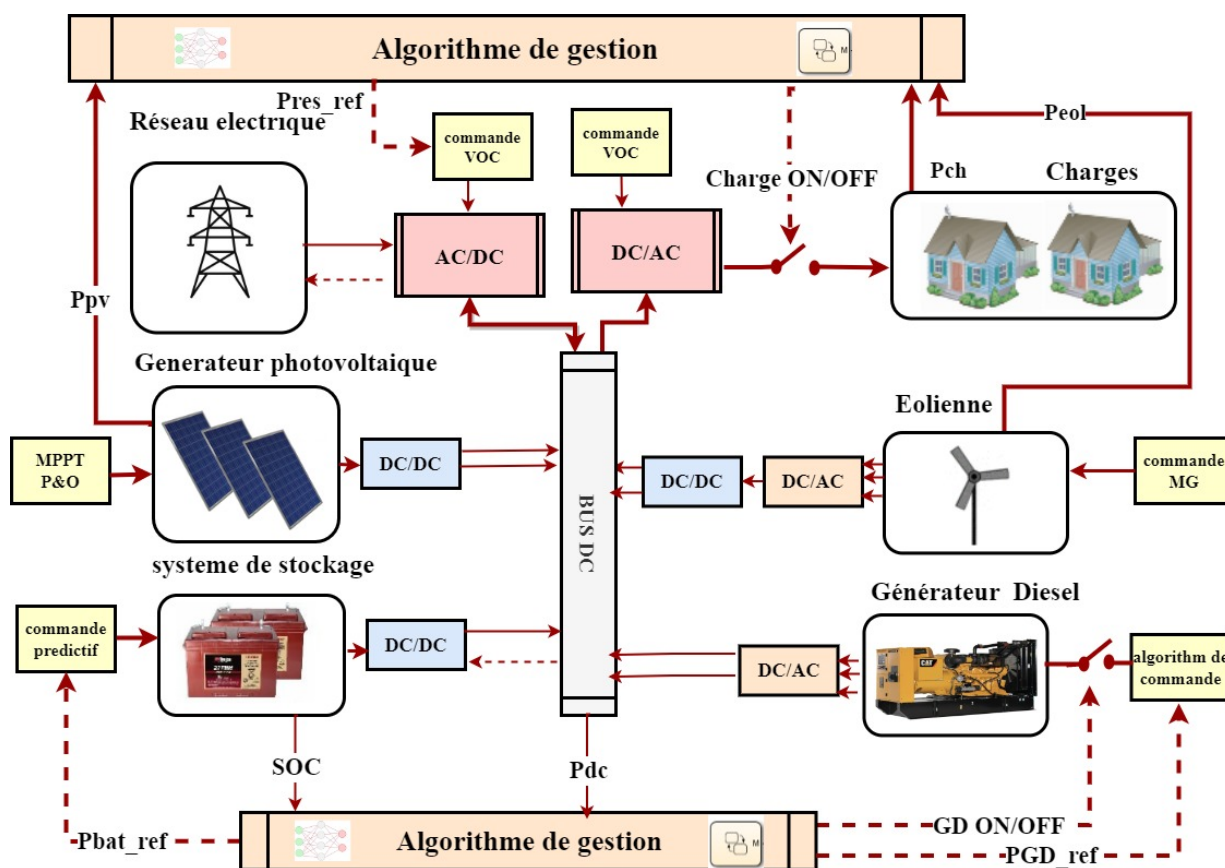 Algorithme de gestion
M
Pres_ref
Réseau electrique
commande
VOC
commande
VOC
Peol
Charge ON/OFF
Pch
Charges
AC/DC
DC/AC
Ppv
Génerateur photovoltaique
Eolienne
MPPT
P&O
DC/DC
BUS DC
DC/DC
DC/AC
commande
MG
systeme de stockage
Générateur Diesel
commande
predictif
DC/DC
DC/AC
CAT
algorithm de
commande
SOC
Pdc
Pbat_ref
Algorithme de gestion
M
GD ON/OFF
PGD_ref